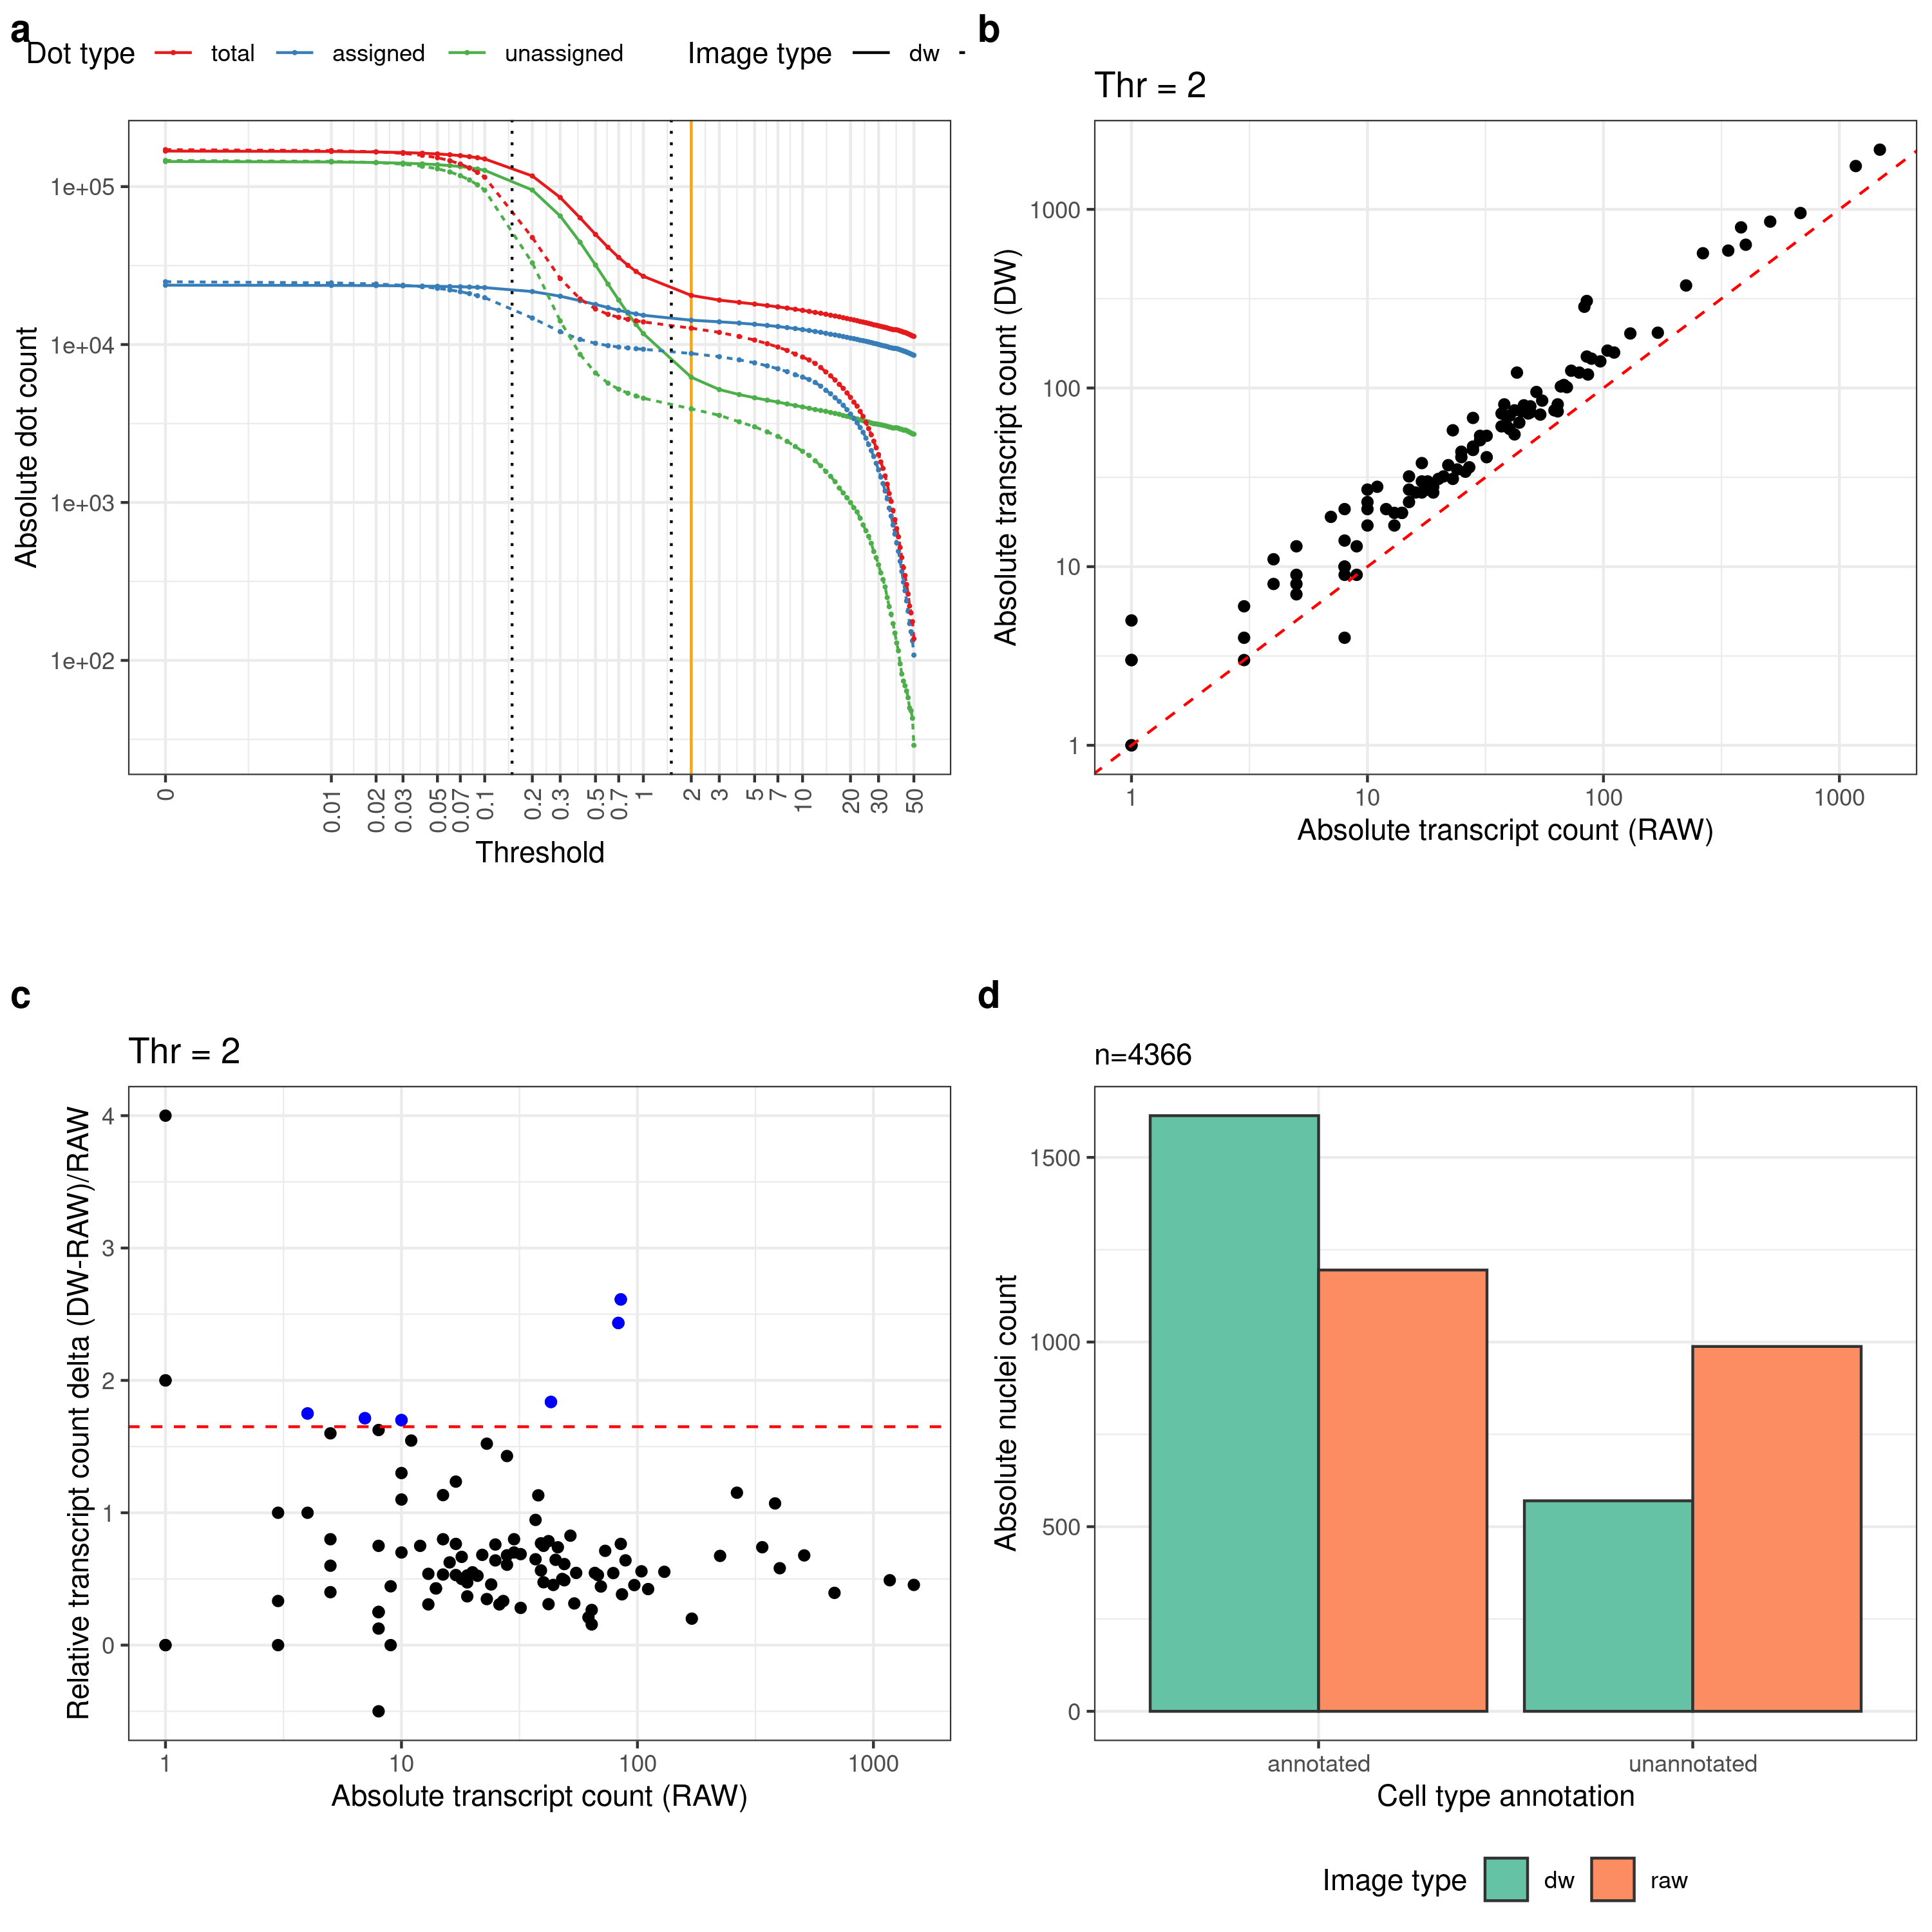 a
Dot type total assigned unassigned Image type dw
Absolute dot count
1e+05
1e+04
1e+03
1e+02
0 0.01 0.02 0.03 0.05 0.07 0.1 0.2 0.3 0.5 0.7 1 2 3 5 7 10 20 30 50
Threshold
b
Thr = 2
Absolute transcript count (DW)
1000
100
10
1
1 10 100 1000
Absolute transcript count (RAW)
c
Thr = 2
Relative transcript count delta (DW-RAW)/RAW
4
3
2
1
0
1 10 100 1000
Absolute transcript count (RAW)
d
n=4366
Absolute nuclei count
1500
1000
500
0
annotated unannotated
Cell type annotation
Image type dw raw